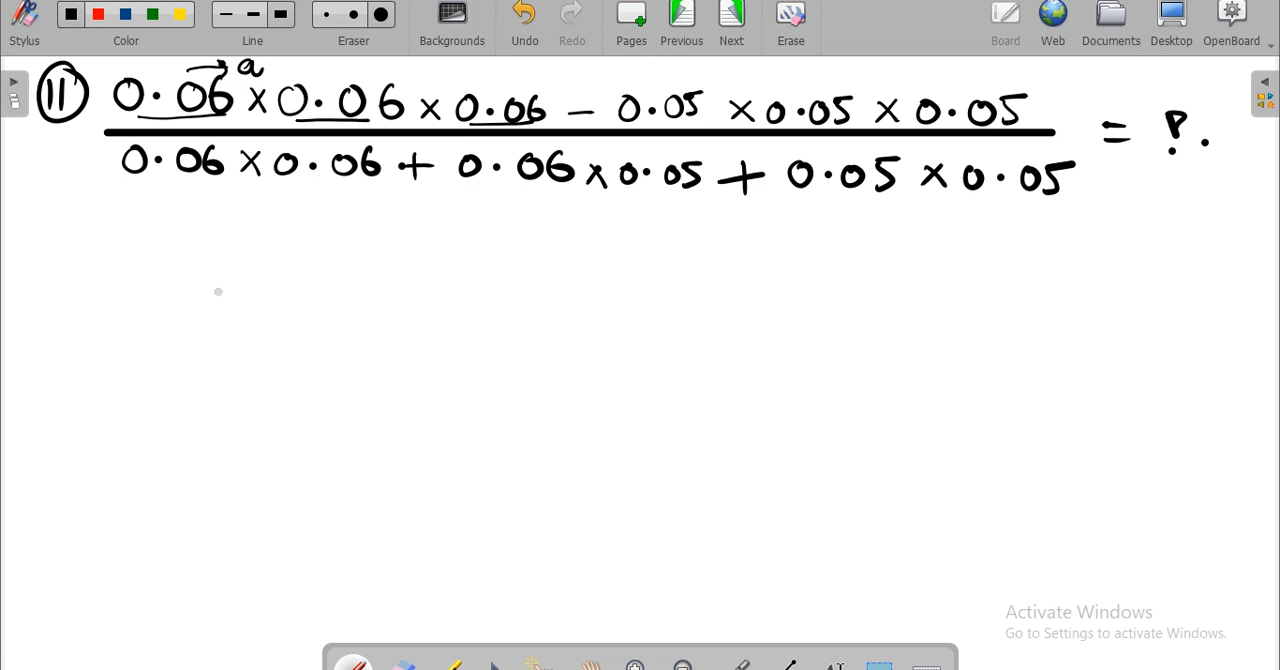 Stylus Color Line Eraser Backgrounds Undo Redo Pages Previous Next Erase Board Web Documents Desktop OpenBoard
11 0.06 a × 0.06 × 0.06 − 0.05 × 0.05 × 0.05
0.06 × 0.06 + 0.06 × 0.05 + 0.05 × 0.05 = ?.
Activate Windows
Go to Settings to activate Windows.